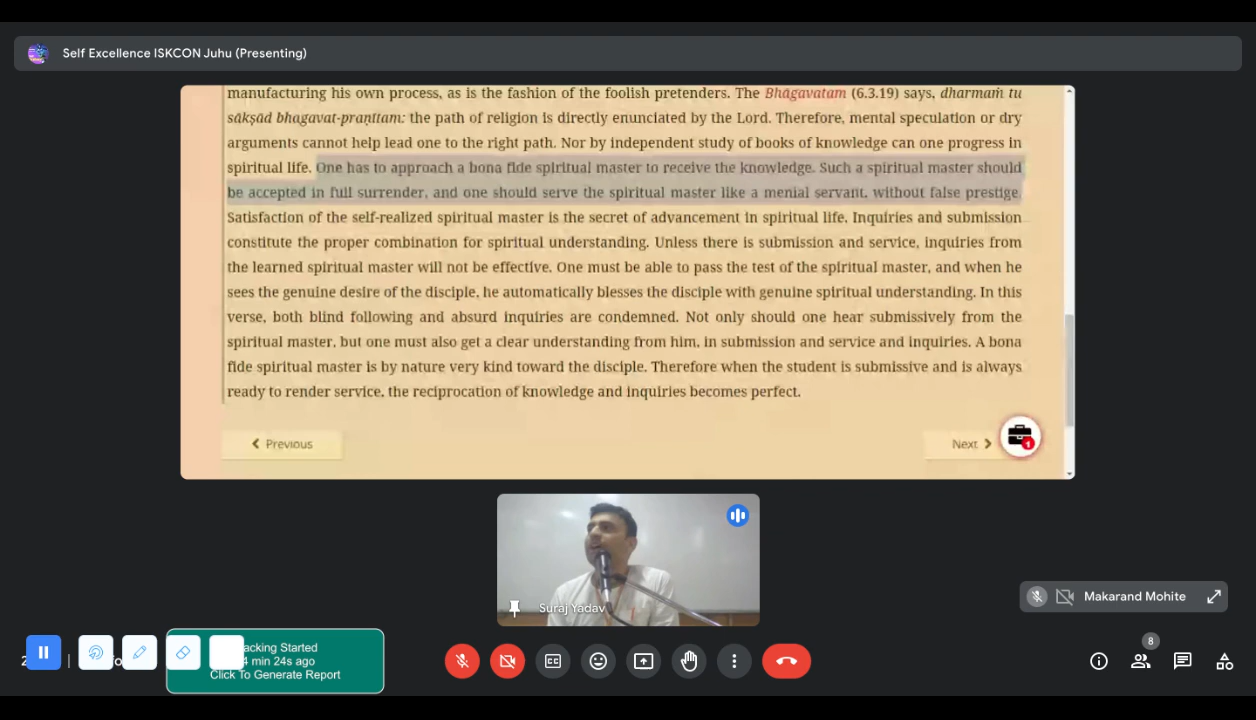 Self Excellence ISKCON Juhu (Presenting)
manufacturing his own process, as is the fashion of the foolish pretenders. The Bhāgavatam (6.3.19) says, dharmaṁ tu
sākṣād bhagavat-praṇītam: the path of religion is directly enunciated by the Lord. Therefore, mental speculation or dry
arguments cannot help lead one to the right path. Nor by independent study of books of knowledge can one progress in
spiritual life. One has to approach a bona fide spiritual master to receive the knowledge. Such a spiritual master should
be accepted in full surrender, and one should serve the spiritual master like a menial servant, without false prestige.
Satisfaction of the self-realized spiritual master is the secret of advancement in spiritual life. Inquiries and submission
constitute the proper combination for spiritual understanding. Unless there is submission and service, inquiries from
the learned spiritual master will not be effective. One must be able to pass the test of the spiritual master, and when he
sees the genuine desire of the disciple, he automatically blesses the disciple with genuine spiritual understanding. In this
verse, both blind following and absurd inquiries are condemned. Not only should one hear submissively from the
spiritual master, but one must also get a clear understanding from him, in submission and service and inquiries. A bona
fide spiritual master is by nature very kind toward the disciple. Therefore when the student is submissive and is always
ready to render service, the reciprocation of knowledge and inquiries becomes perfect.
Previous
Next
1
Suraj Yadav
Makarand Mohite
8
Started
min 24s ago
Click To Generate Report